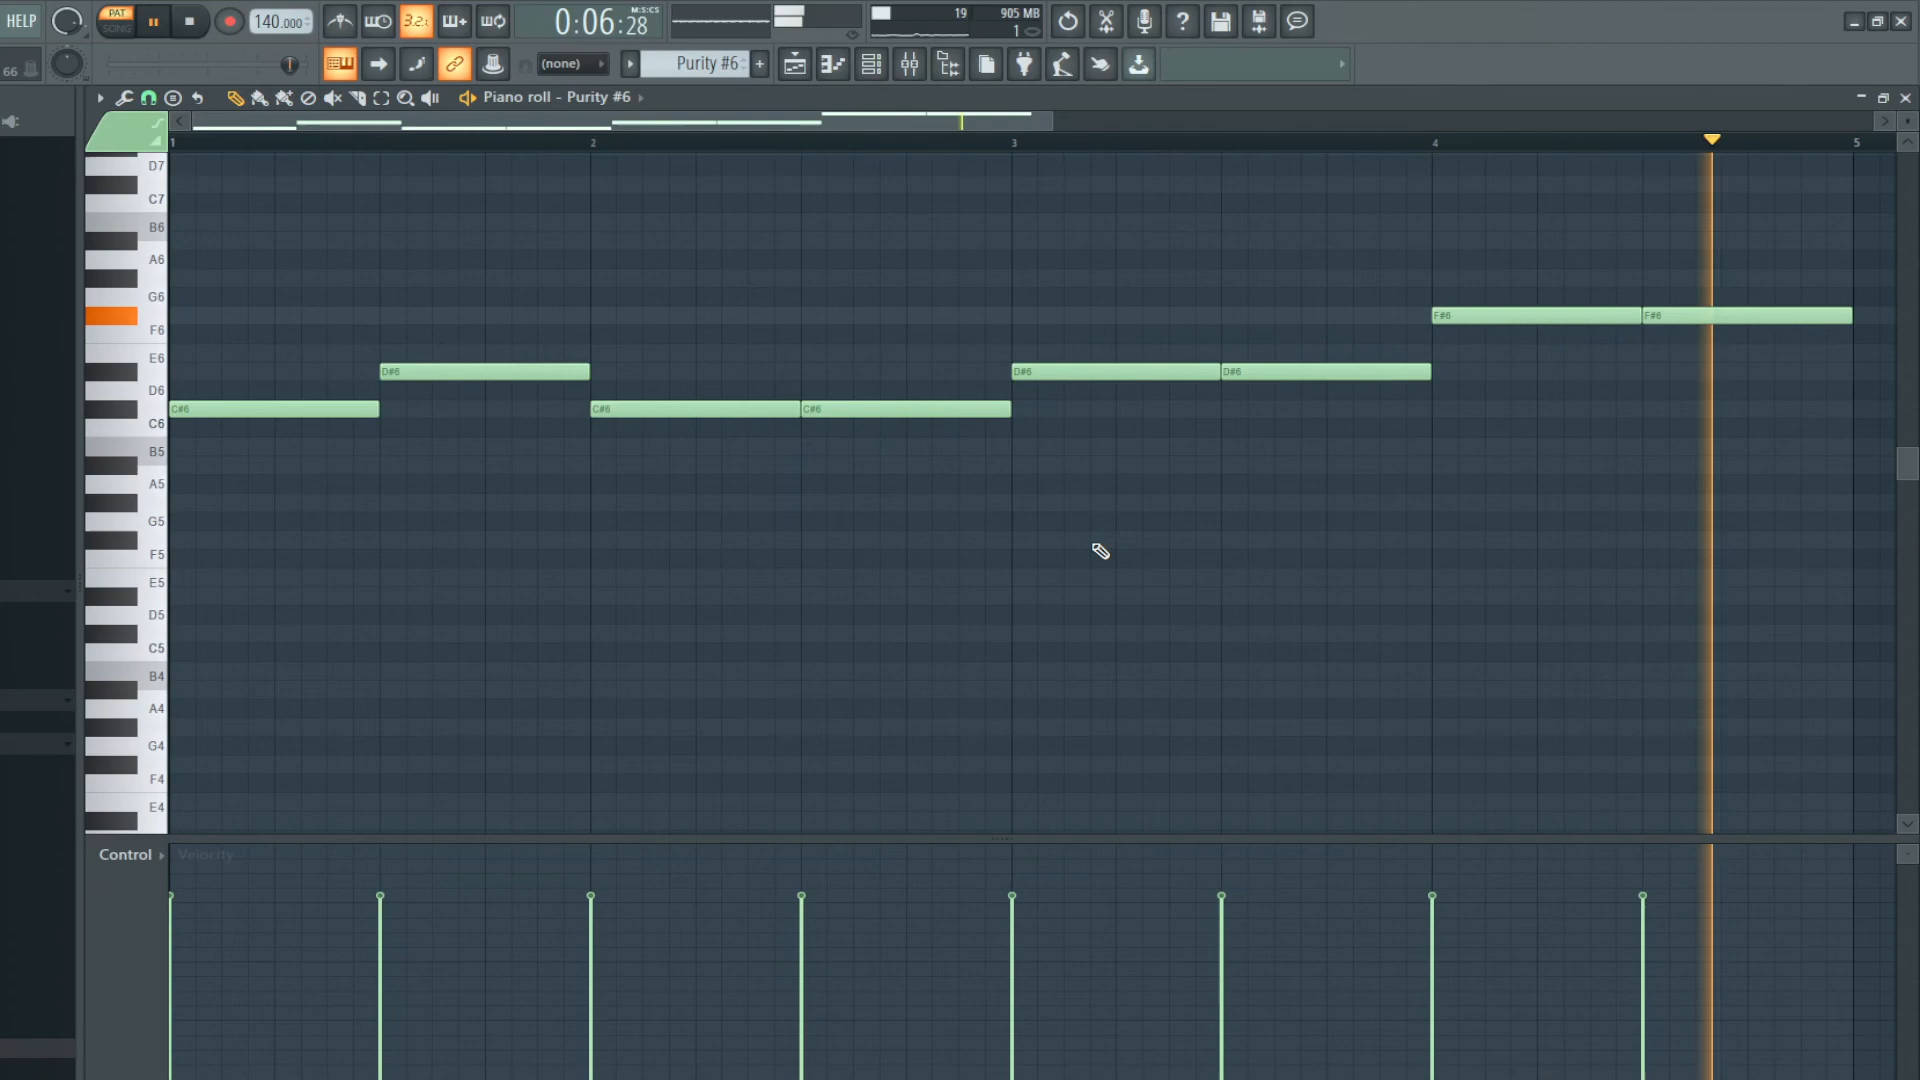 HELP
PAT
SONG
140.000
3.2
0:06:28
M:S:CS
19
905 MB
1
66
(none)
Purity #6
Piano roll - Purity #6
1 2 3 4 5
D7
C7
B6
A6
G6
F#6 F#6
F6
E6
D#6 D#6 D#6
D6
C#6 C#6 C#6
C6
B5
A5
G5
F5
E5
D5
C5
B4
A4
G4
F4
E4
Control Velocity